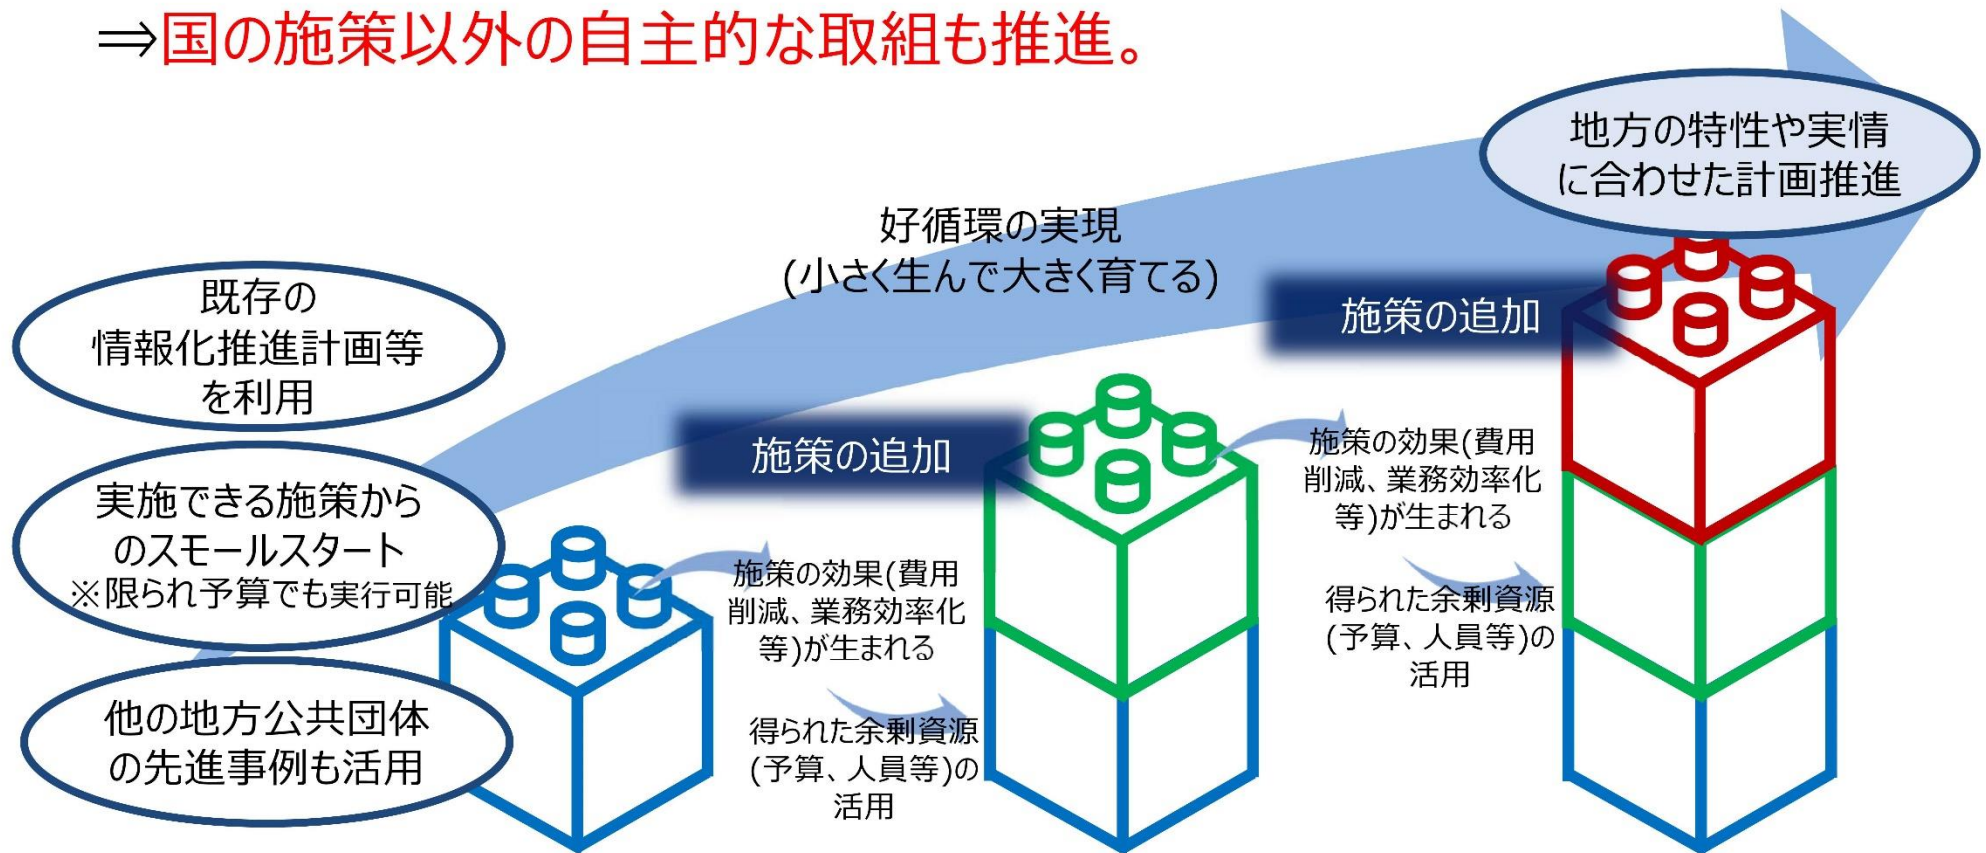 ⇒国の施策以外の自主的な取組も推進。
地方の特性や実情
に合わせた計画推進
好循環の実現
(小さく生んで大きく育てる)
既存の
情報化推進計画等
を利用
実施できる施策から
のスモールスタート
※限られ予算でも実行可能
他の地方公共団体
の先進事例も活用
施策の追加
施策の効果(費用
削減、業務効率化
等)が生まれる
得られた余剰資源
(予算、人員等)の
活用
施策の追加
施策の効果(費用
削減、業務効率化
等)が生まれる
得られた余剰資源
(予算、人員等)の
活用